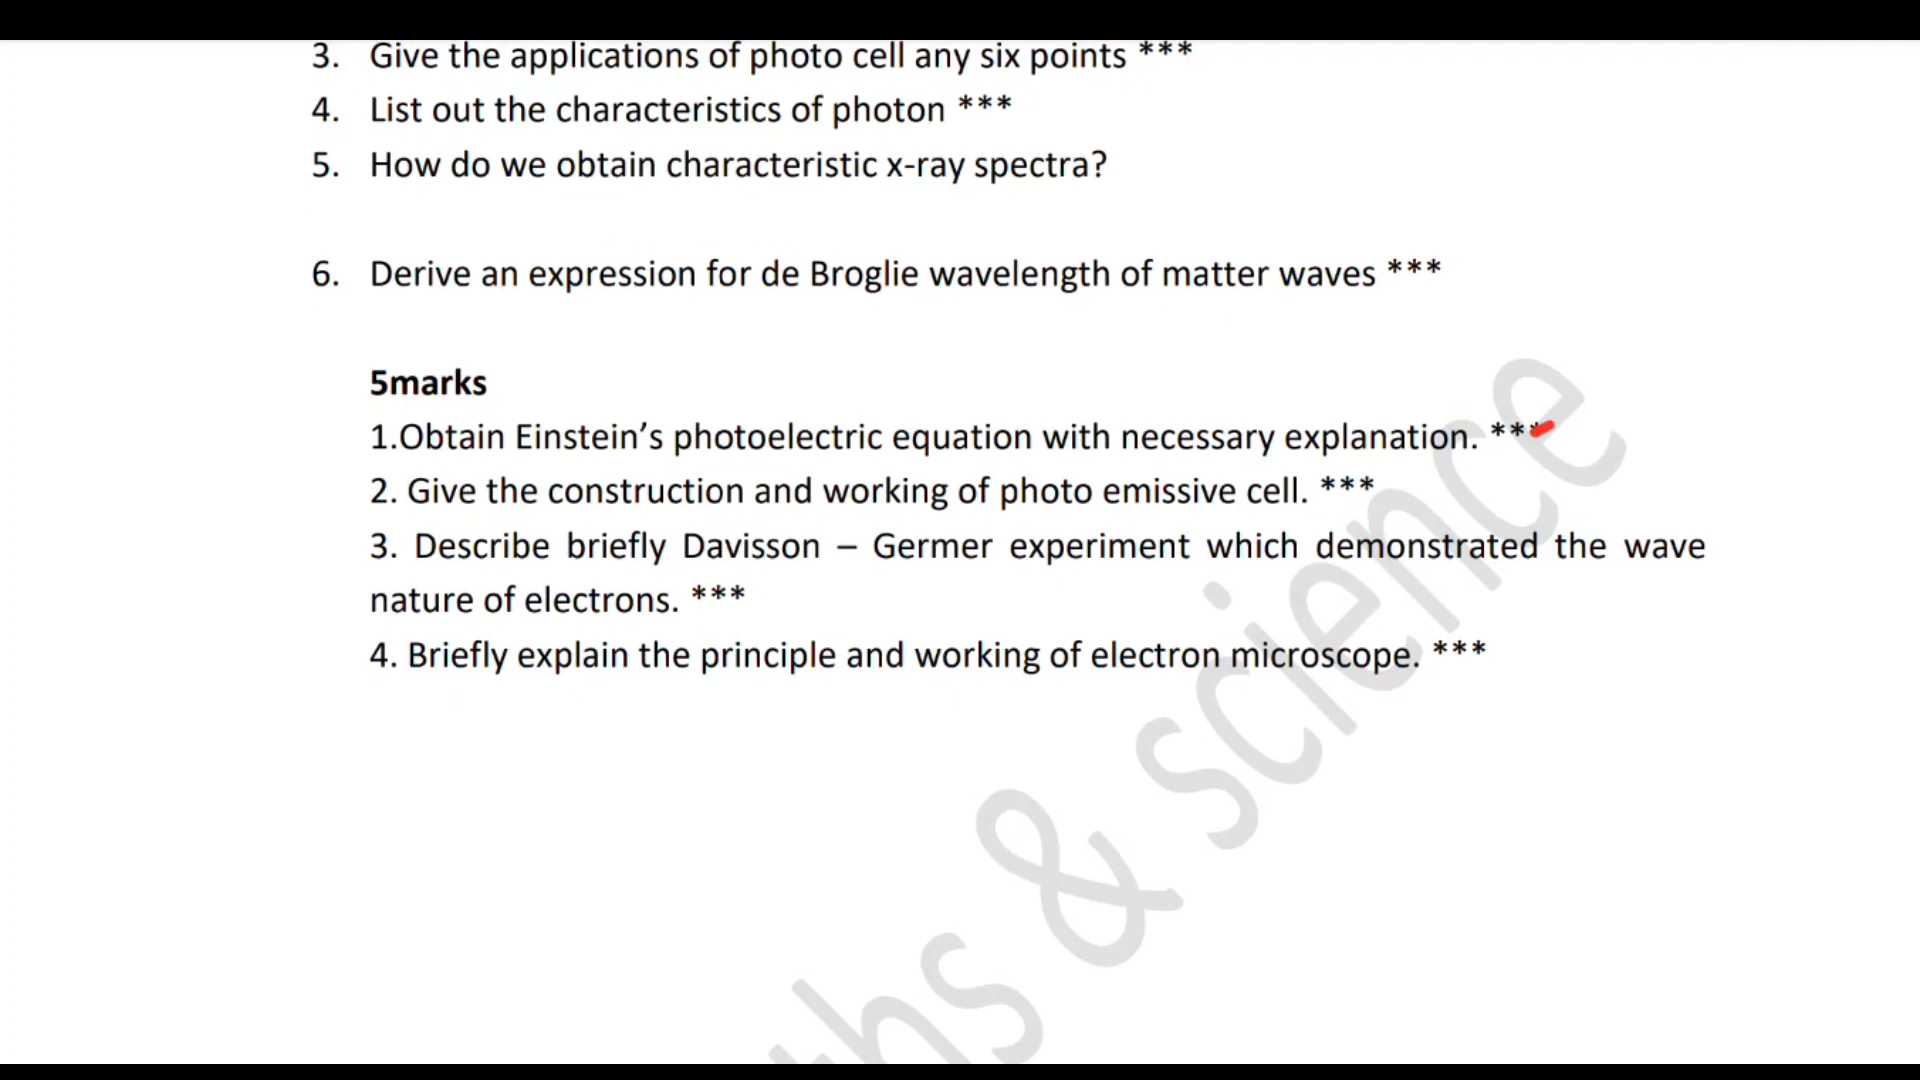 3. Give the applications of photo cell any six points ***
4. List out the characteristics of photon ***
5. How do we obtain characteristic x-ray spectra?
6. Derive an expression for de Broglie wavelength of matter waves ***
5marks
1.Obtain Einstein’s photoelectric equation with necessary explanation. ***
2. Give the construction and working of photo emissive cell. ***
3. Describe briefly Davisson – Germer experiment which demonstrated the wave
nature of electrons. ***
4. Briefly explain the principle and working of electron microscope. ***
& science